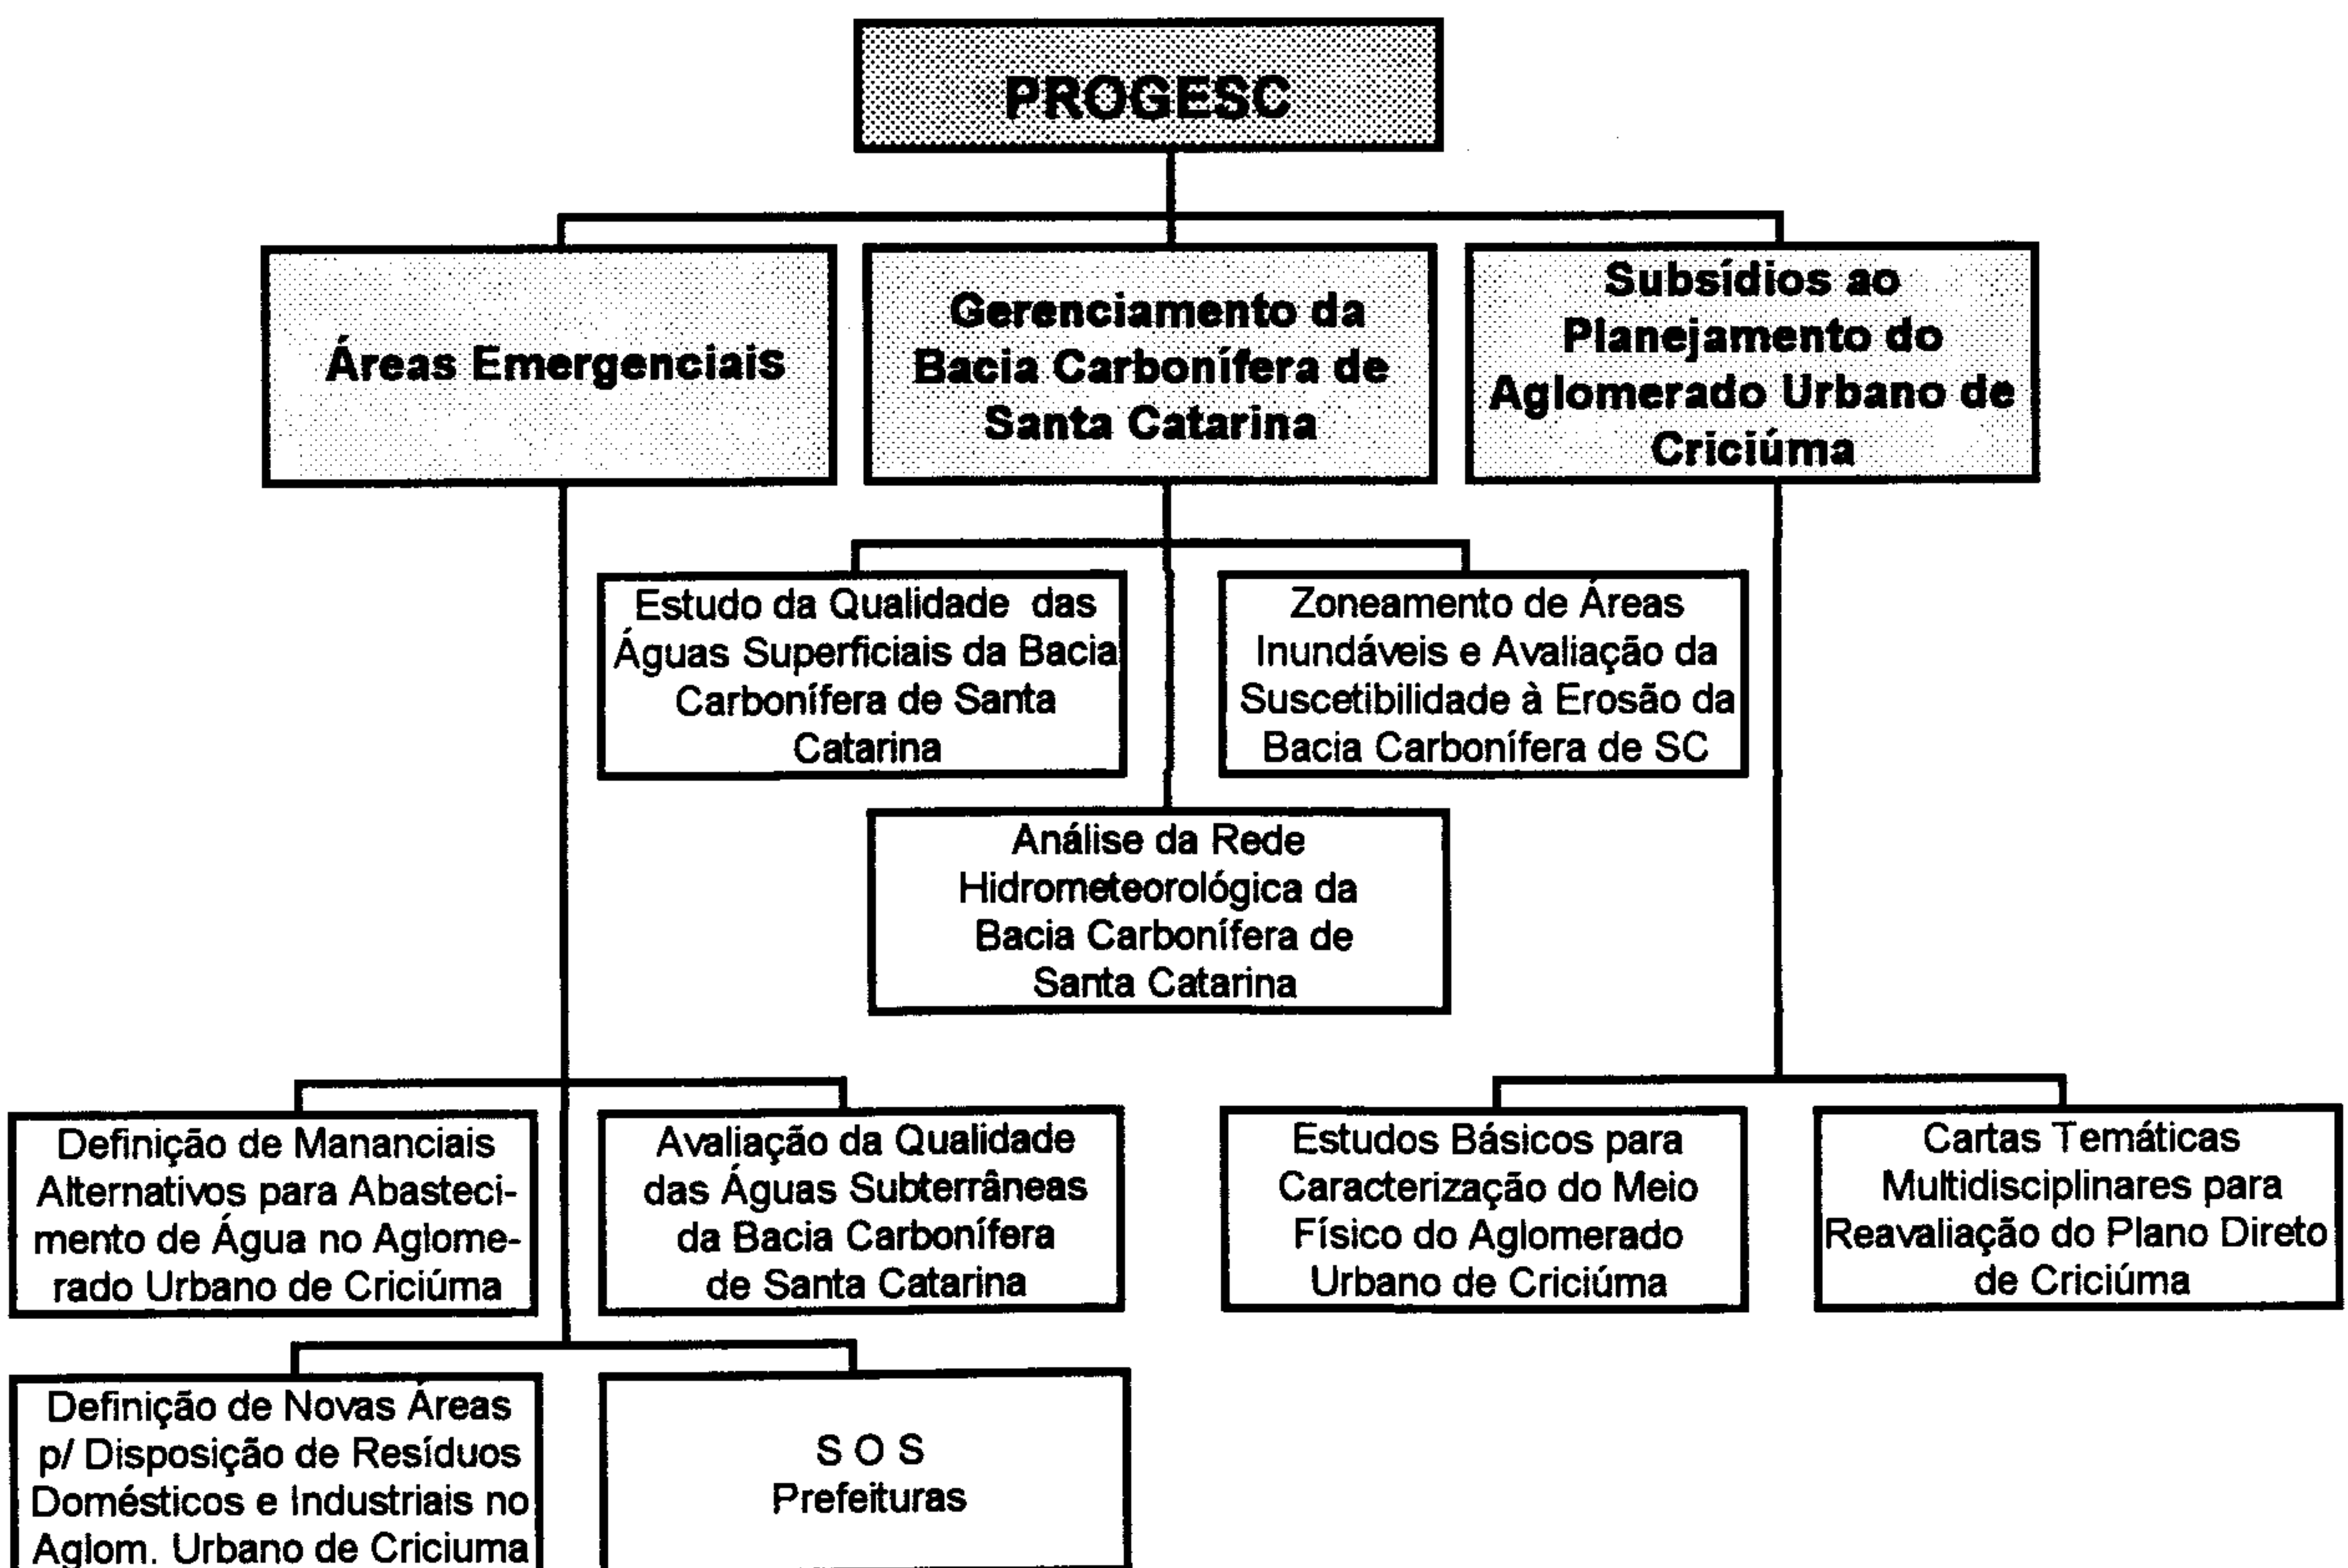 PROGESC
Áreas Emergenciais
Gerenciamento da
Bacia Carbonífera de
Santa Catarina
Subsídios ao
Planejamento do
Aglomerado Urbano de
Criciúma
Estudo da Qualidade das
Águas Superficiais da Bacia
Carbonífera de Santa
Catarina
Zoneamento de Áreas
Inundáveis e Avaliação da
Suscetibilidade à Erosão da
Bacia Carbonífera de SC
Análise da Rede
Hidrometeorológica da
Bacia Carbonífera de
Santa Catarina
Definição de Mananciais
Alternativos para Abasteci-
mento de Água no Aglome-
rado Urbano de Criciúma
Avaliação da Qualidade
das Águas Subterrâneas
da Bacia Carbonífera
de Santa Catarina
Estudos Básicos para
Caracterização do Meio
Físico do Aglomerado
Urbano de Criciúma
Cartas Temáticas
Multidisciplinares para
Reavaliação do Plano Direto
de Criciúma
Definição de Novas Áreas
p/ Disposição de Resíduos
Domésticos e Industriais no
Aglom. Urbano de Criciuma
S O S
Prefeituras